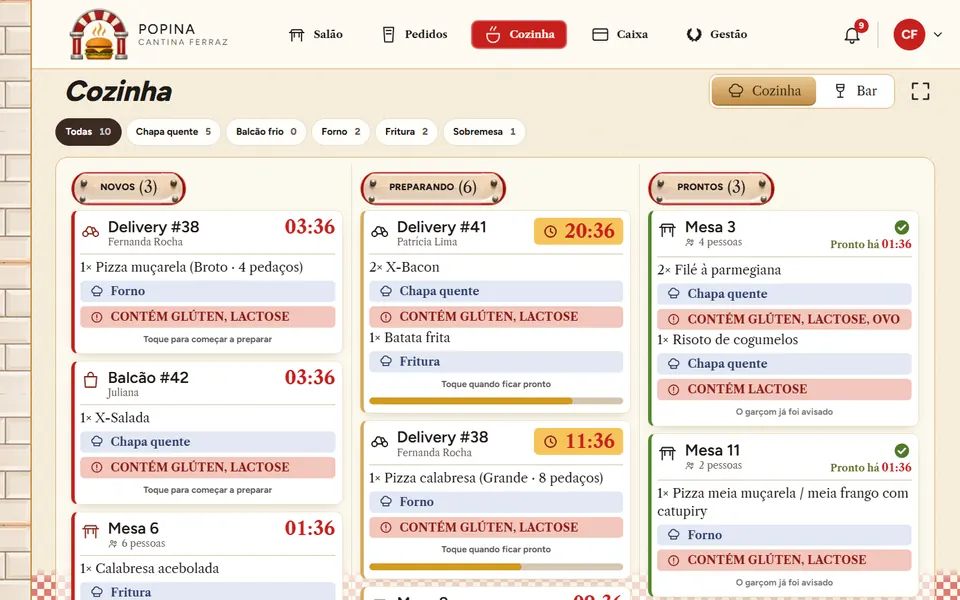 POPINA
CANTINA FERRAZ
Salão
Pedidos
Cozinha
Caixa
Gestão
9
CF
Cozinha
Cozinha
Bar
Todas 10
Chapa quente 5
Balcão frio 0
Forno 2
Fritura 2
Sobremesa 1
NOVOS (3)
Delivery #38
03:36
Fernanda Rocha
1× Pizza muçarela (Broto · 4 pedaços)
Forno
CONTÉM GLÚTEN, LACTOSE
Toque para começar a preparar
Balcão #42
03:36
Juliana
1× X-Salada
Chapa quente
CONTÉM GLÚTEN, LACTOSE
Toque para começar a preparar
Mesa 6
01:36
6 pessoas
1× Calabresa acebolada
Fritura
PREPARANDO (6)
Delivery #41
20:36
Patrícia Lima
2× X-Bacon
Chapa quente
CONTÉM GLÚTEN, LACTOSE
1× Batata frita
Fritura
Toque quando ficar pronto
Delivery #38
11:36
Fernanda Rocha
1× Pizza calabresa (Grande · 8 pedaços)
Forno
CONTÉM GLÚTEN, LACTOSE
Toque quando ficar pronto
PRONTOS (3)
Mesa 3
4 pessoas
Pronto há 01:36
2× Filé à parmegiana
Chapa quente
CONTÉM GLÚTEN, LACTOSE, OVO
1× Risoto de cogumelos
Chapa quente
CONTÉM LACTOSE
O garçom já foi avisado
Mesa 11
2 pessoas
Pronto há 01:36
1× Pizza meia muçarela / meia frango com
catupiry
Forno
CONTÉM GLÚTEN, LACTOSE
O garçom já foi avisado